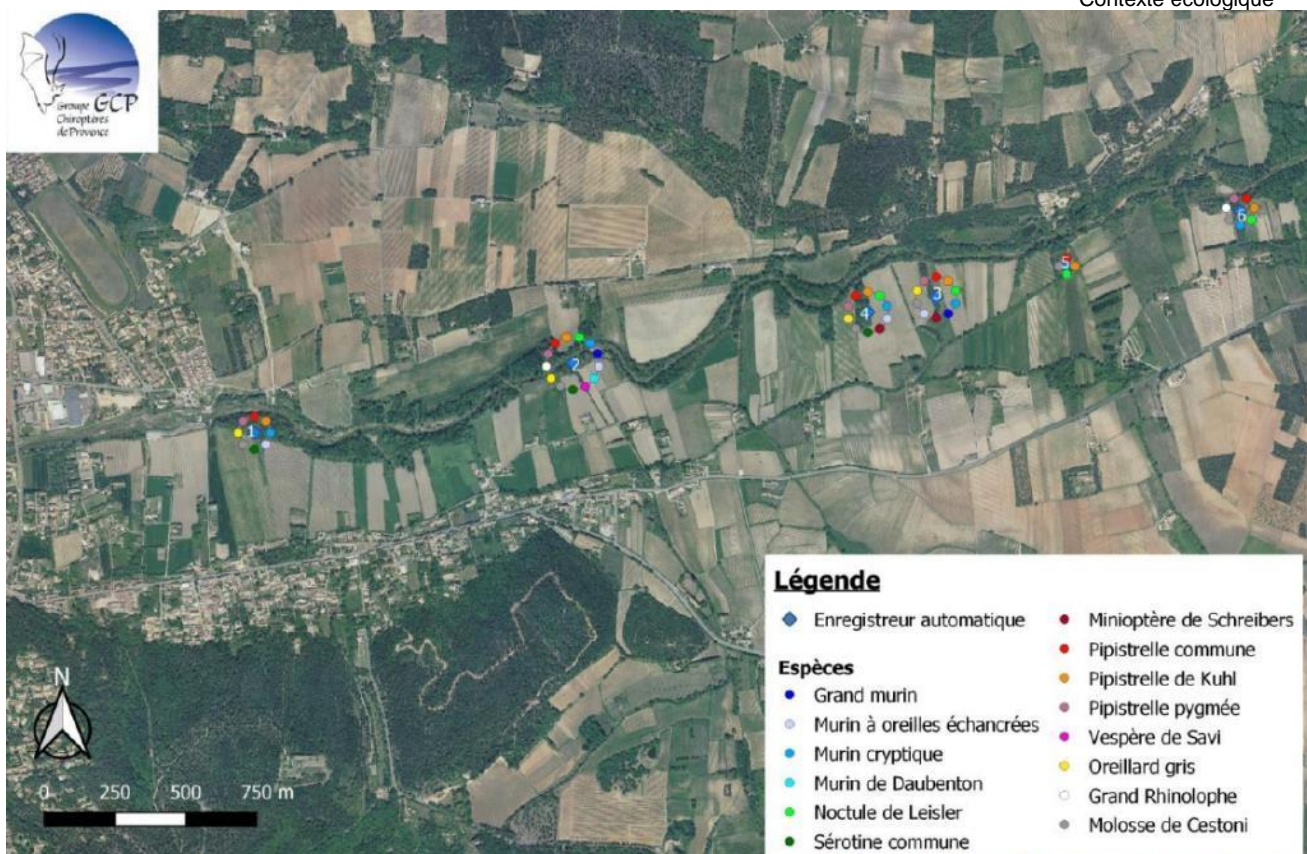 Contexte écologique
Groupe GCP
Chiroptères
de Provence
6
5
3
4
2
1
Légende
Enregistreur automatique
Espèces
Grand murin
Murin à oreilles échancrées
Murin cryptique
Murin de Daubenton
Noctule de Leisler
Sérotine commune
Minioptère de Schreibers
Pipistrelle commune
Pipistrelle de Kuhl
Pipistrelle pygmée
Vespère de Savi
Oreillard gris
Grand Rhinolophe
Molosse de Cestoni
N
0 250 500 750 m